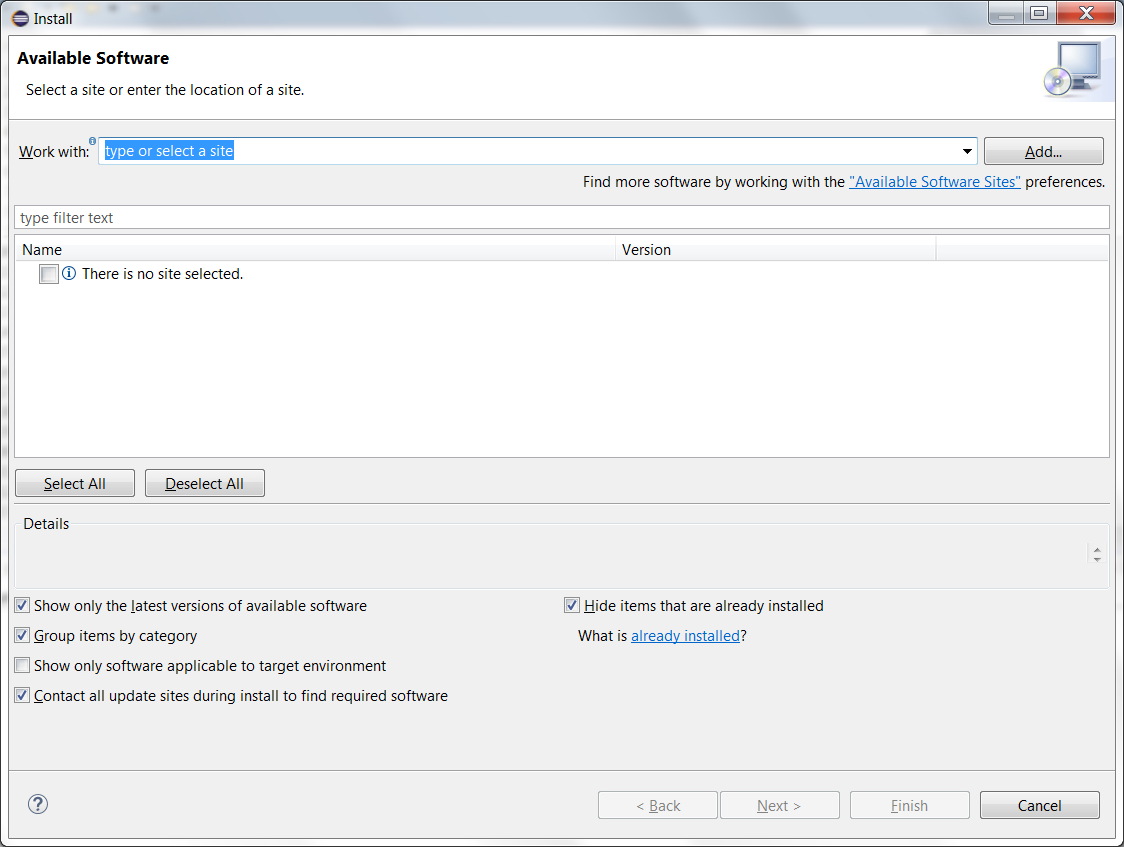 Install
Available Software
Select a site or enter the location of a site.
Work with: type or select a site Add...
Find more software by working with the "Available Software Sites" preferences.
type filter text
Name Version
There is no site selected.
Select All Deselect All
Details
Show only the latest versions of available software Hide items that are already installed
Group items by category What is already installed?
Show only software applicable to target environment
Contact all update sites during install to find required software
? < Back Next > Finish Cancel